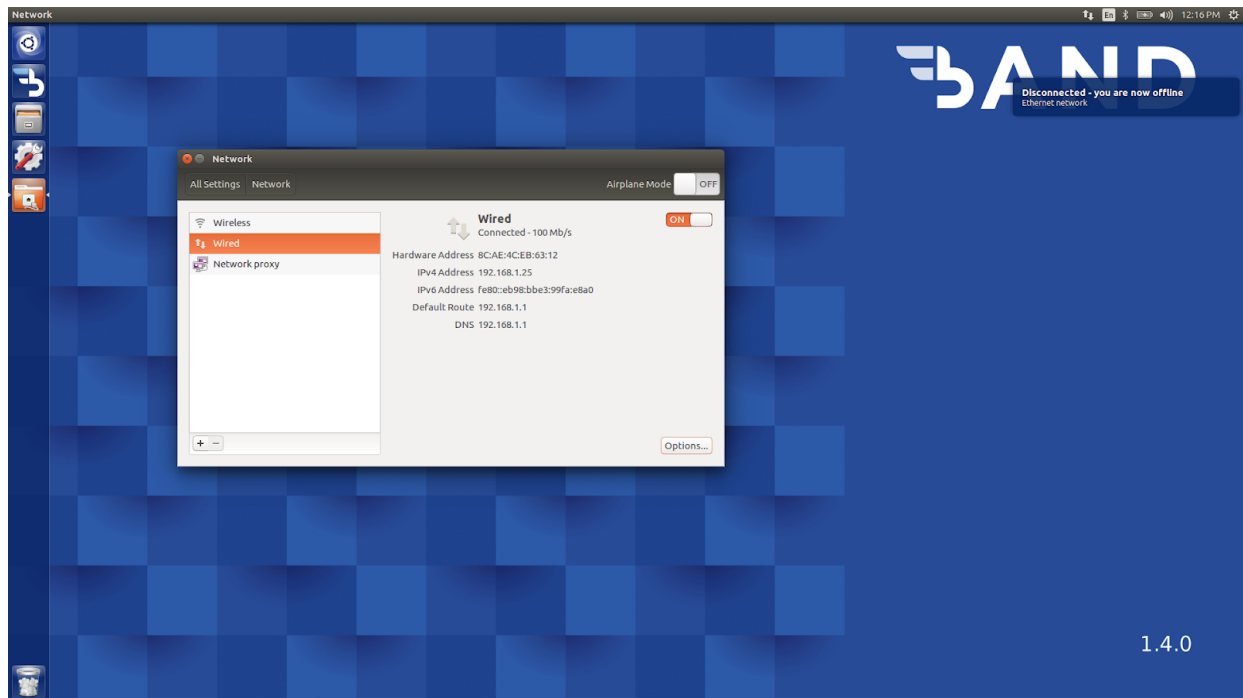 Network
En
12:16 PM
BAND
Disconnected - you are now offline
Ethernet network
Network
All Settings
Network
Airplane Mode
OFF
Wireless
Wired
Network proxy
Wired
Connected - 100 Mb/s
ON
Hardware Address 8C:AE:4C:EB:63:12
IPv4 Address 192.168.1.25
IPv6 Address fe80::eb98:bbe3:99fa:e8a0
Default Route 192.168.1.1
DNS 192.168.1.1
+ −
Options...
1.4.0